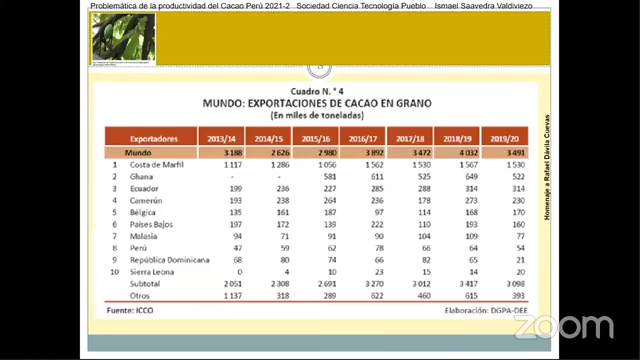 Problemática de la productividad del Cacao Perú 2021-2 Sociedad Ciencia Tecnología Pueblo Ismael Saavedra Valdiviezo
Cuadro N.° 4
MUNDO: EXPORTACIONES DE CACAO EN GRANO
(En miles de toneladas)
Exportadores 2013/14 2014/15 2015/16 2016/17 2017/18 2018/19 2019/20
Mundo 3 188 2 626 2 980 3 892 3 472 4 032 3 491
1 Costa de Marfil 1 117 1 286 1 056 1 562 1 530 1 567 1 530
2 Ghana - - 581 611 525 649 522
3 Ecuador 199 236 227 285 288 314 314
4 Camerún 193 238 264 236 178 273 230
5 Bélgica 135 161 187 97 114 168 170
6 Países Bajos 197 172 139 222 110 193 160
7 Malasia 94 71 91 90 104 109 77
8 Perú 47 59 62 78 66 64 54
9 República Dominicana 68 80 74 66 82 65 21
10 Sierra Leona 0 4 10 23 15 14 20
Subtotal 2 051 2 308 2 691 3 270 3 012 3 417 3 098
Otros 1 137 318 289 622 460 615 393
Fuente: ICCO Elaboración: DGPA-DEE
Homenaje a Rafael Dávila Cuevas
zoom